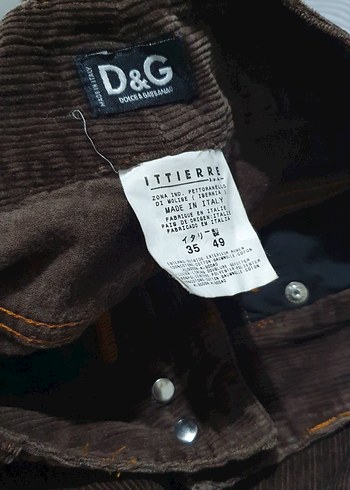 D&G
DOLCE & GABBANA
MADE IN ITALY
ITTIERRE
S.p.A.
ZONA IND. PETTORANELLO
DI MOLISE ( ISERNIA )
MADE IN ITALY
FABRIQUE EN ITALIE
PAIS DE ORIGEN: ITALIE
FABRICADO EN ITALIA
イタリー製
35 49